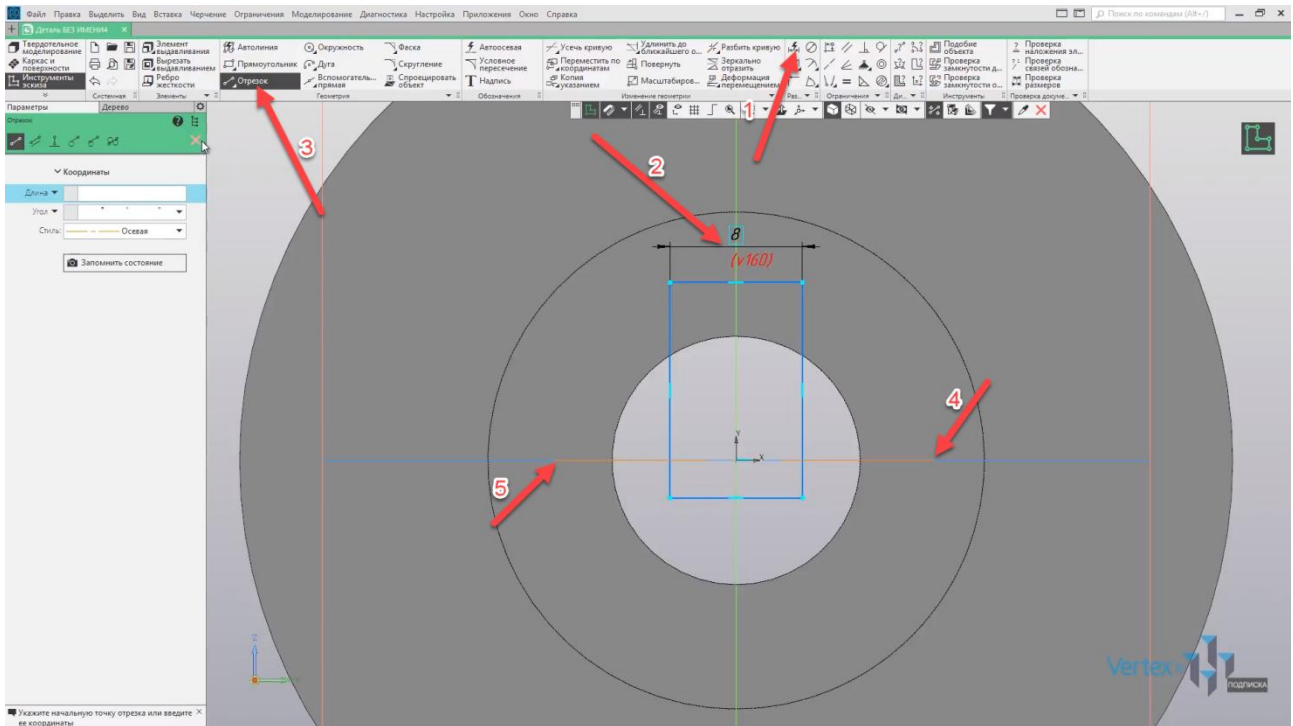 Файл Правка Выделить Вид Вставка Черчение Ограничения Моделирование Диагностика Настройка Приложения Окно Справка
Поиск по командам (Alt+/)
Деталь БЕЗ ИМЕНИ4
Твердотельное моделирование
Каркас и поверхности
Инструменты эскиза
Системная
Элемент выдавливания
Вырезать выдавливанием
Ребро жесткости
Элементы
Автолиния
Прямоугольник
Отрезок
Окружность
Дуга
Вспомогатель... прямая
Фаска
Скругление
Спроецировать объект
Геометрия
Автоосевая
Условное пересечение
Надпись
Обозначения
Усечь кривую
Переместить по координатам
Копия указанием
Удлинить до ближайшего о...
Повернуть
Масштабиров...
Разбить кривую
Зеркально отразить
Деформация перемещением
Изменение геометрии
Раз...
Ограничения
Ди...
Подобие объекта
Проверка замкнутости д...
Проверка замкнутости о...
Инструменты
Проверка наложения эл...
Проверка связей обозна...
Проверка размеров
Проверка докуме...
Параметры
Дерево
Отрезок
Координаты
Длина
Угол
Стиль:
Осевая
Запомнить состояние
1
2
3
4
5
8
(v160)
Y
X
Vertex
ПОДПИСКА
Укажите начальную точку отрезка или введите
ее координаты